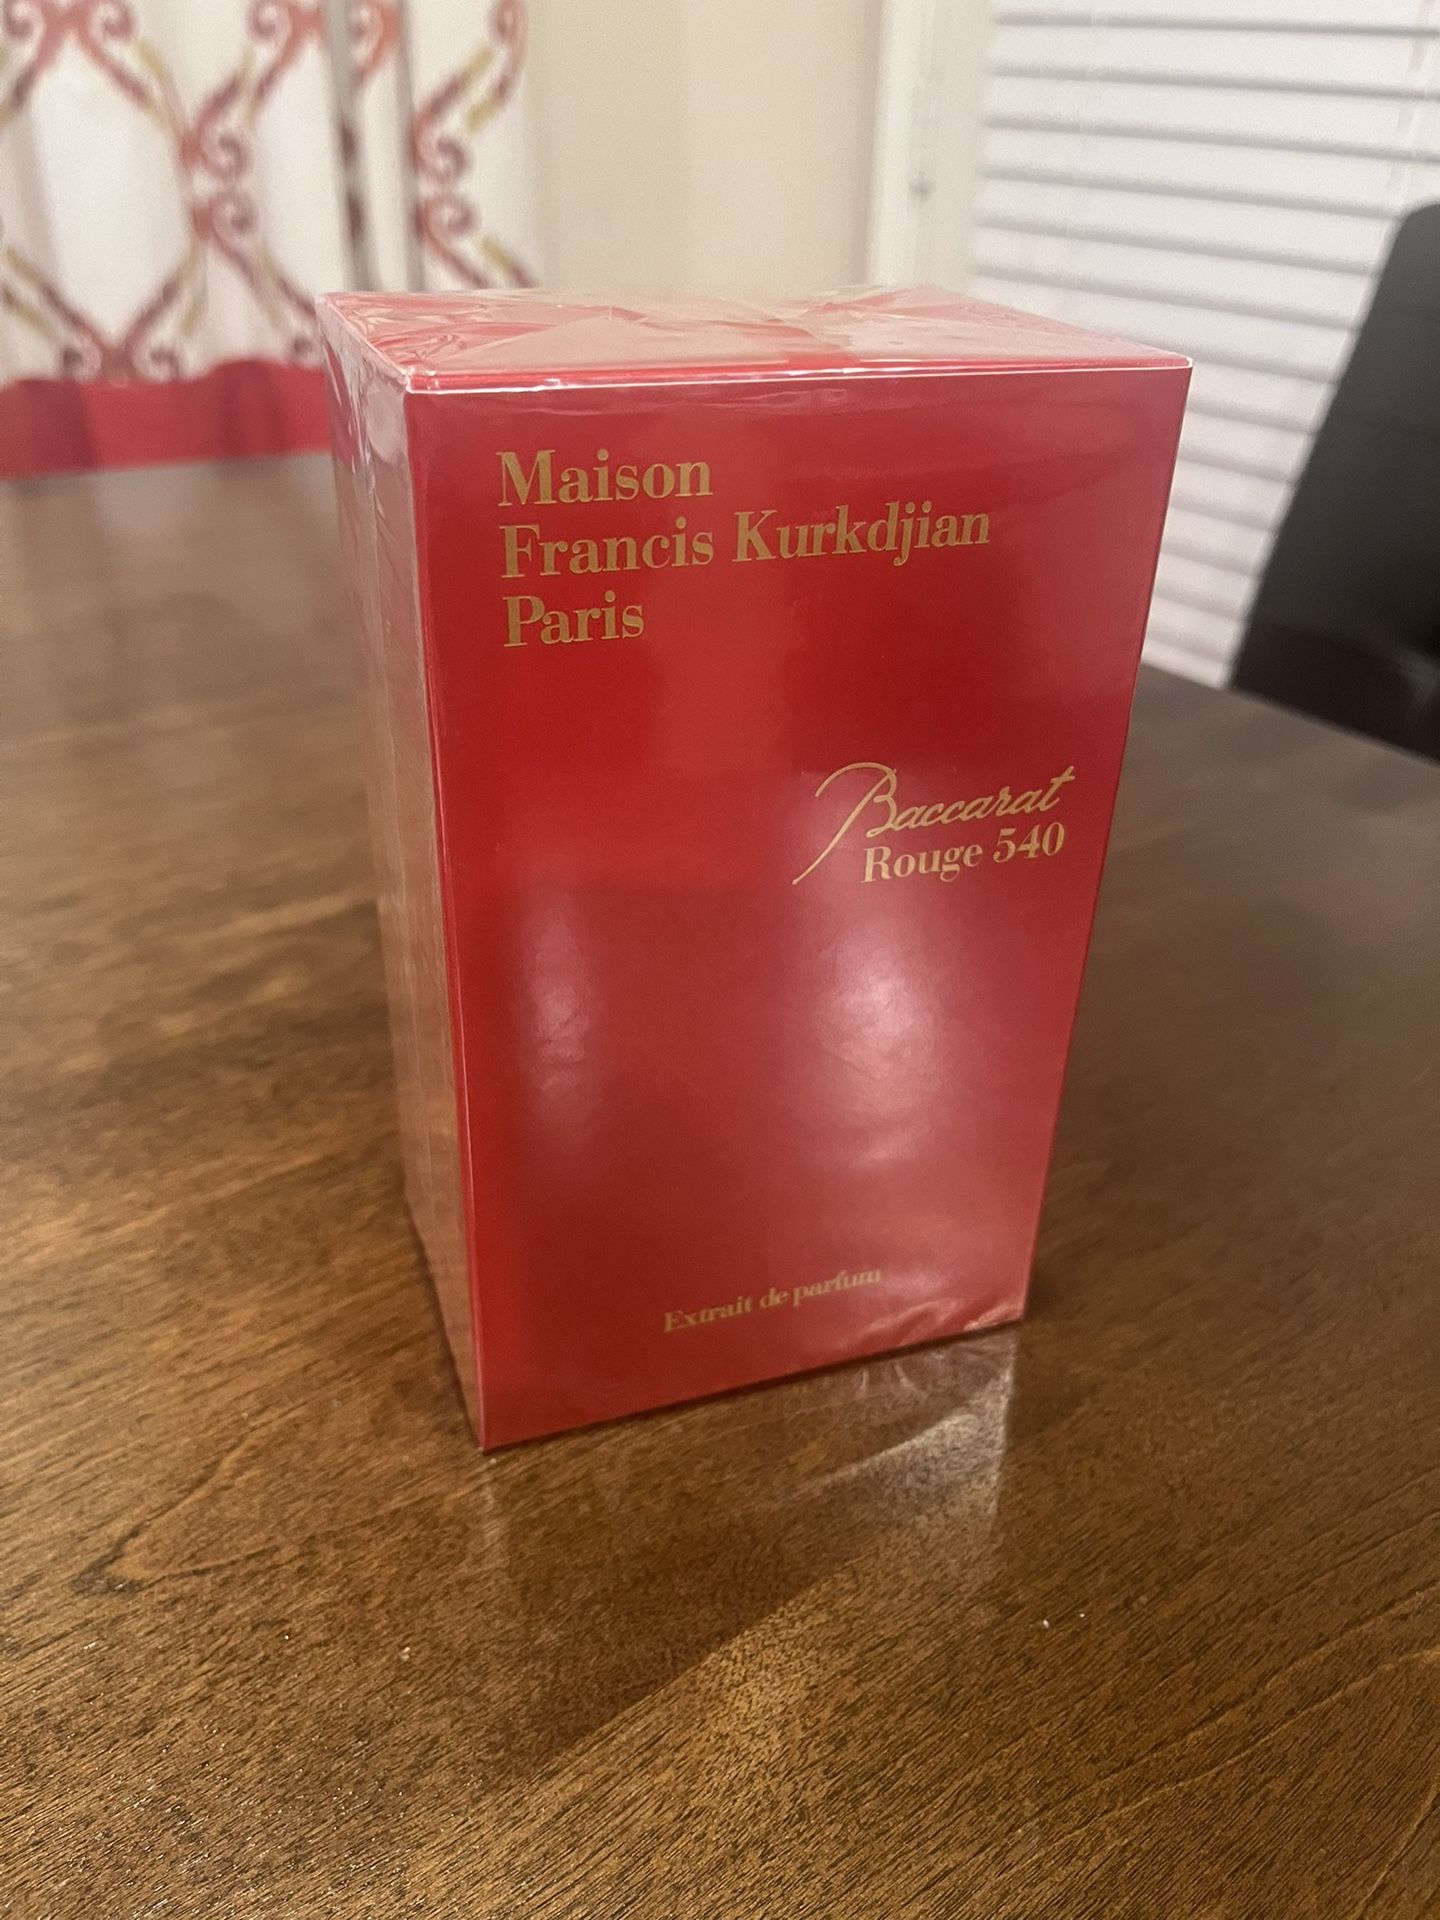 Maison
Francis Kurkdjian
Paris
Baccarat
Rouge 540
Extrait de parfum